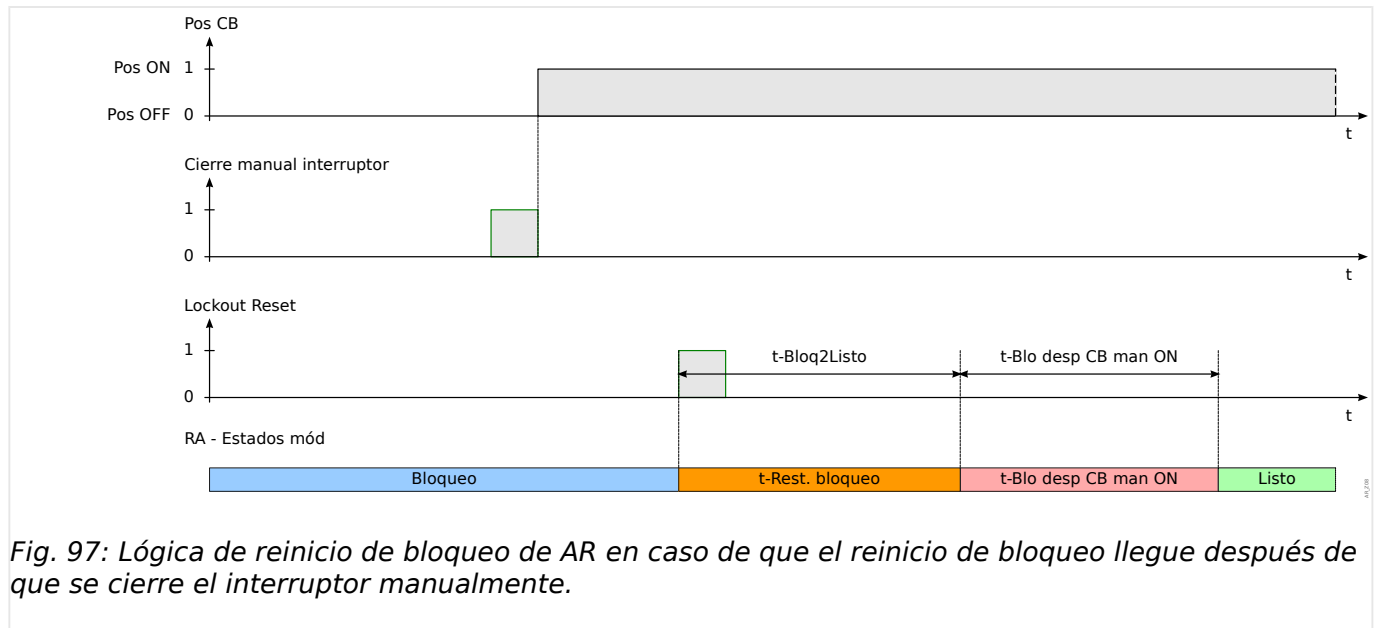 Pos CB
Pos ON 1
Pos OFF 0
t
Cierre manual interruptor
1
0
t
Lockout Reset
1
t-Bloq2Listo t-Blo desp CB man ON
0
t
RA - Estados mód
Bloqueo t-Rest. bloqueo t-Blo desp CB man ON Listo
Fig. 97: Lógica de reinicio de bloqueo de AR en caso de que el reinicio de bloqueo llegue después de
que se cierre el interruptor manualmente.